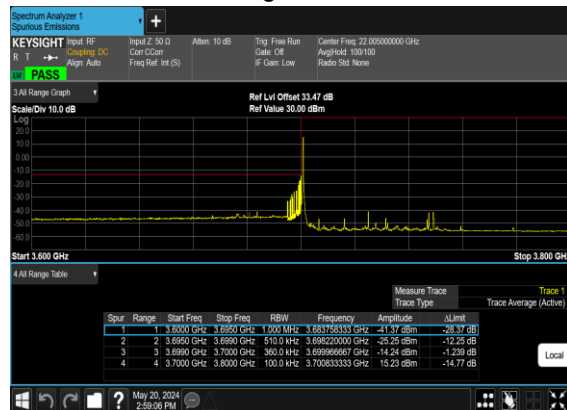 Spectrum Analyzer 1
Spurious Emissions
+
KEYSIGHT Input: RF Input Z: 50 Ω Atten: 10 dB Trig: Free Run Center Freq: 22.005000000 GHz
R T Coupling: DC Corr CCorr Gate: Off Avg|Hold: 100/100
Align: Auto Freq Ref: Int (S) IF Gain: Low Radio Std: None
LXI PASS
3 All Range Graph
Ref Lvl Offset 33.47 dB
Scale/Div 10.0 dB Ref Value 30.00 dBm
Log
20.0
10.0
0.00
-10.0
-20.0
-30.0
-40.0
-50.0
-60.0
Start 3.600 GHz Stop 3.800 GHz
4 All Range Table
Measure Trace Trace 1
Trace Type Trace Average (Active)
Spur Range Start Freq Stop Freq RBW Frequency Amplitude ΔLimit
1 1 3.6000 GHz 3.6950 GHz 1.000 MHz 3.683758333 GHz -41.37 dBm -28.37 dB
2 2 3.6950 GHz 3.6990 GHz 510.0 kHz 3.698220000 GHz -25.25 dBm -12.25 dB
3 3 3.6990 GHz 3.7000 GHz 360.0 kHz 3.699966667 GHz -14.24 dBm -1.239 dB
4 4 3.7000 GHz 3.8000 GHz 100.0 kHz 3.700833333 GHz 15.23 dBm -14.77 dB
Local
? May 20, 2024
2:59:06 PM